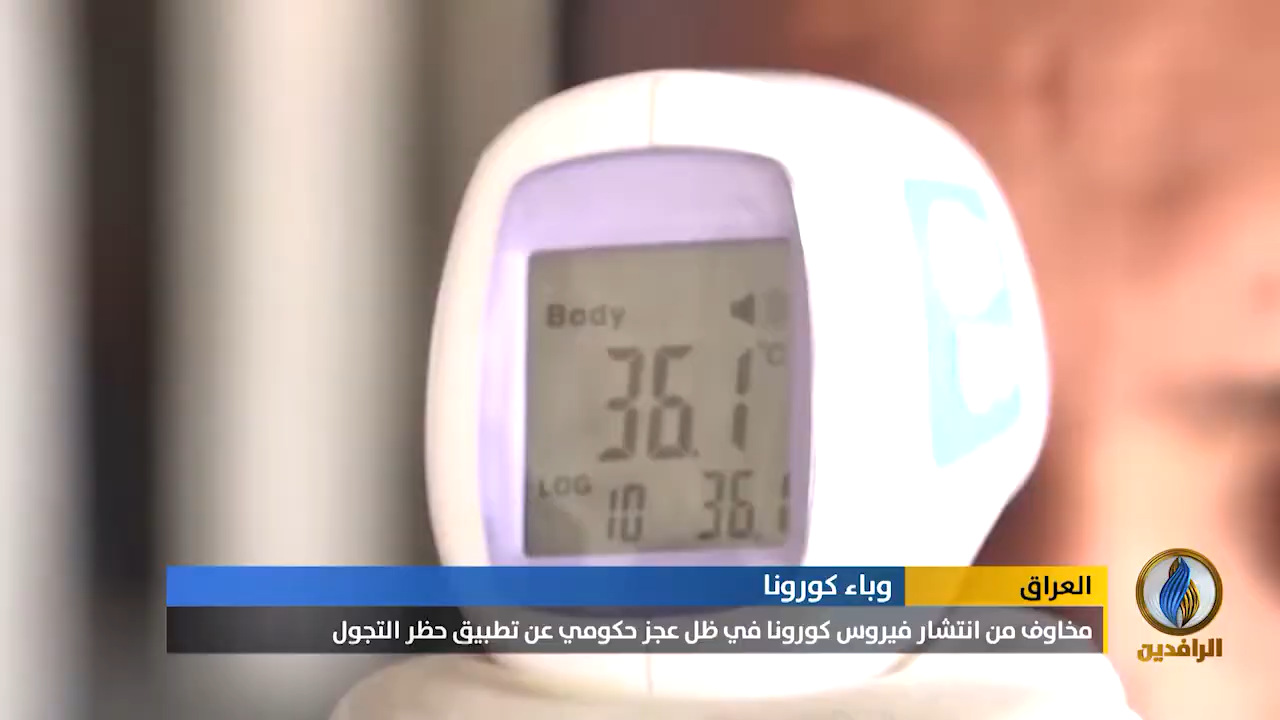 Body
°C
36.1
LOG 10 36.1
العراق وباء كورونا
مخاوف من انتشار فيروس كورونا في ظل عجز حكومي عن تطبيق حظر التجول
الرافدين